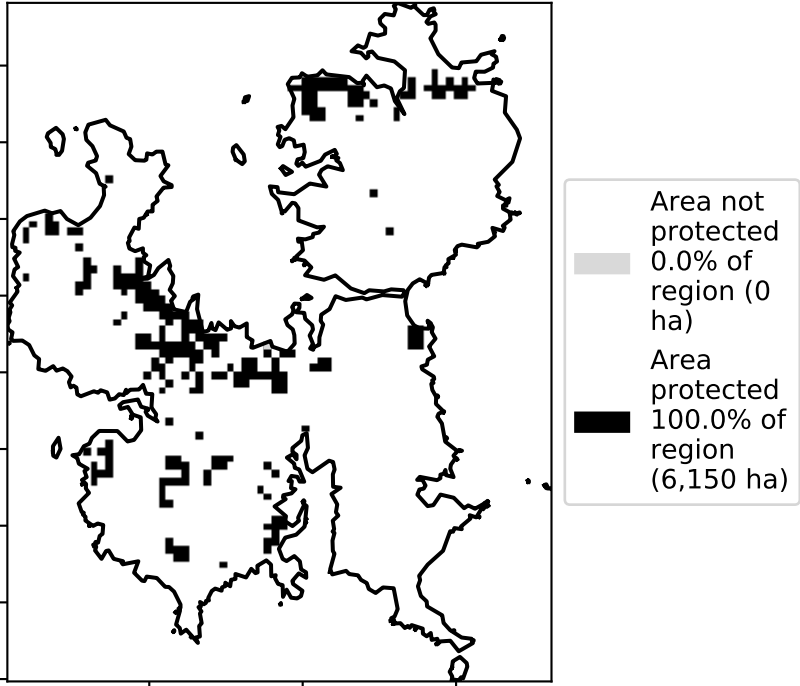 Area not
protected
0.0% of
region (0
ha)
Area
protected
100.0% of
region
(6,150 ha)